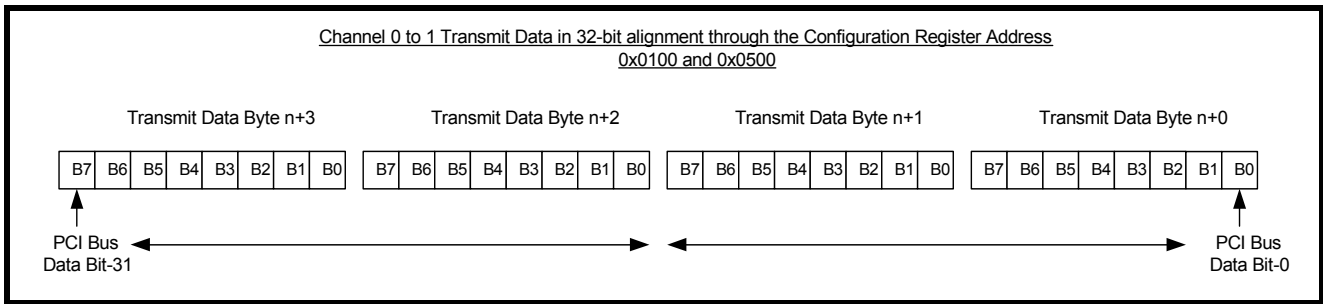 Channel 0 to 1 Transmit Data in 32-bit alignment through the Configuration Register Address
0x0100 and 0x0500
Transmit Data Byte n+3 Transmit Data Byte n+2 Transmit Data Byte n+1 Transmit Data Byte n+0
B7 B6 B5 B4 B3 B2 B1 B0 B7 B6 B5 B4 B3 B2 B1 B0 B7 B6 B5 B4 B3 B2 B1 B0 B7 B6 B5 B4 B3 B2 B1 B0
PCI Bus
Data Bit-31
PCI Bus
Data Bit-0